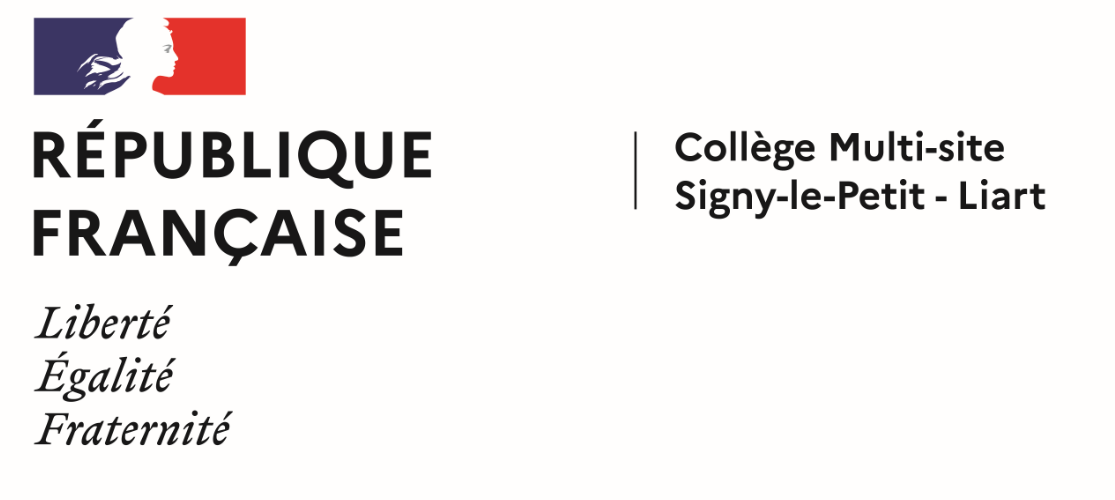 RÉPUBLIQUE
FRANÇAISE
Liberté
Égalité
Fraternité
Collège Multi-site
Signy-le-Petit - Liart